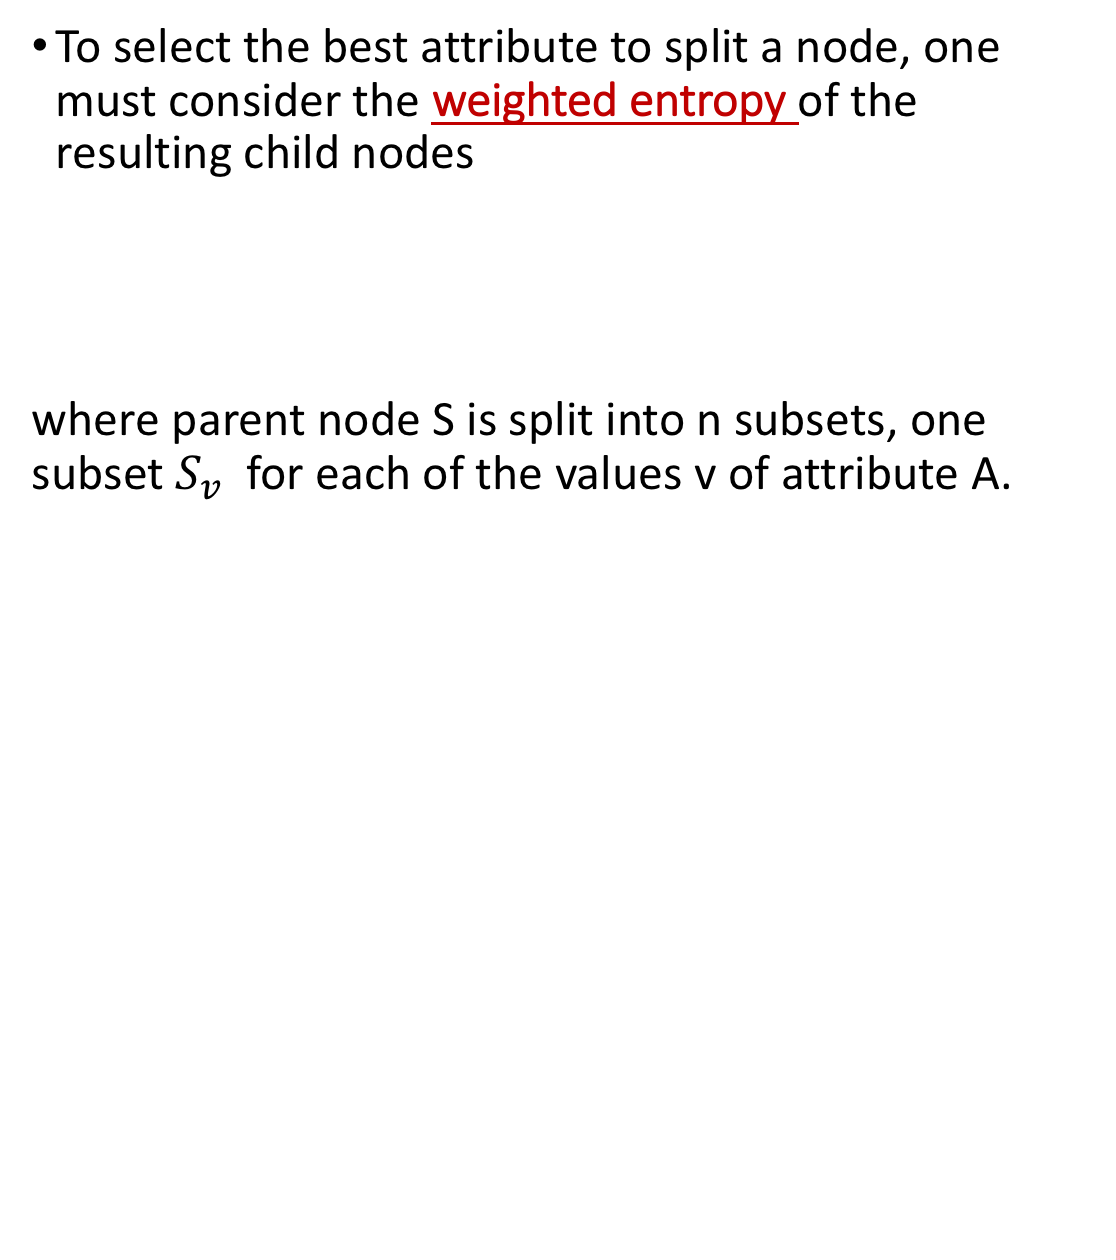 • To select the best attribute to split a node, one
must consider the weighted entropy of the
resulting child nodes
where parent node S is split into n subsets, one
subset 𝑆𝑣 for each of the values v of attribute A.